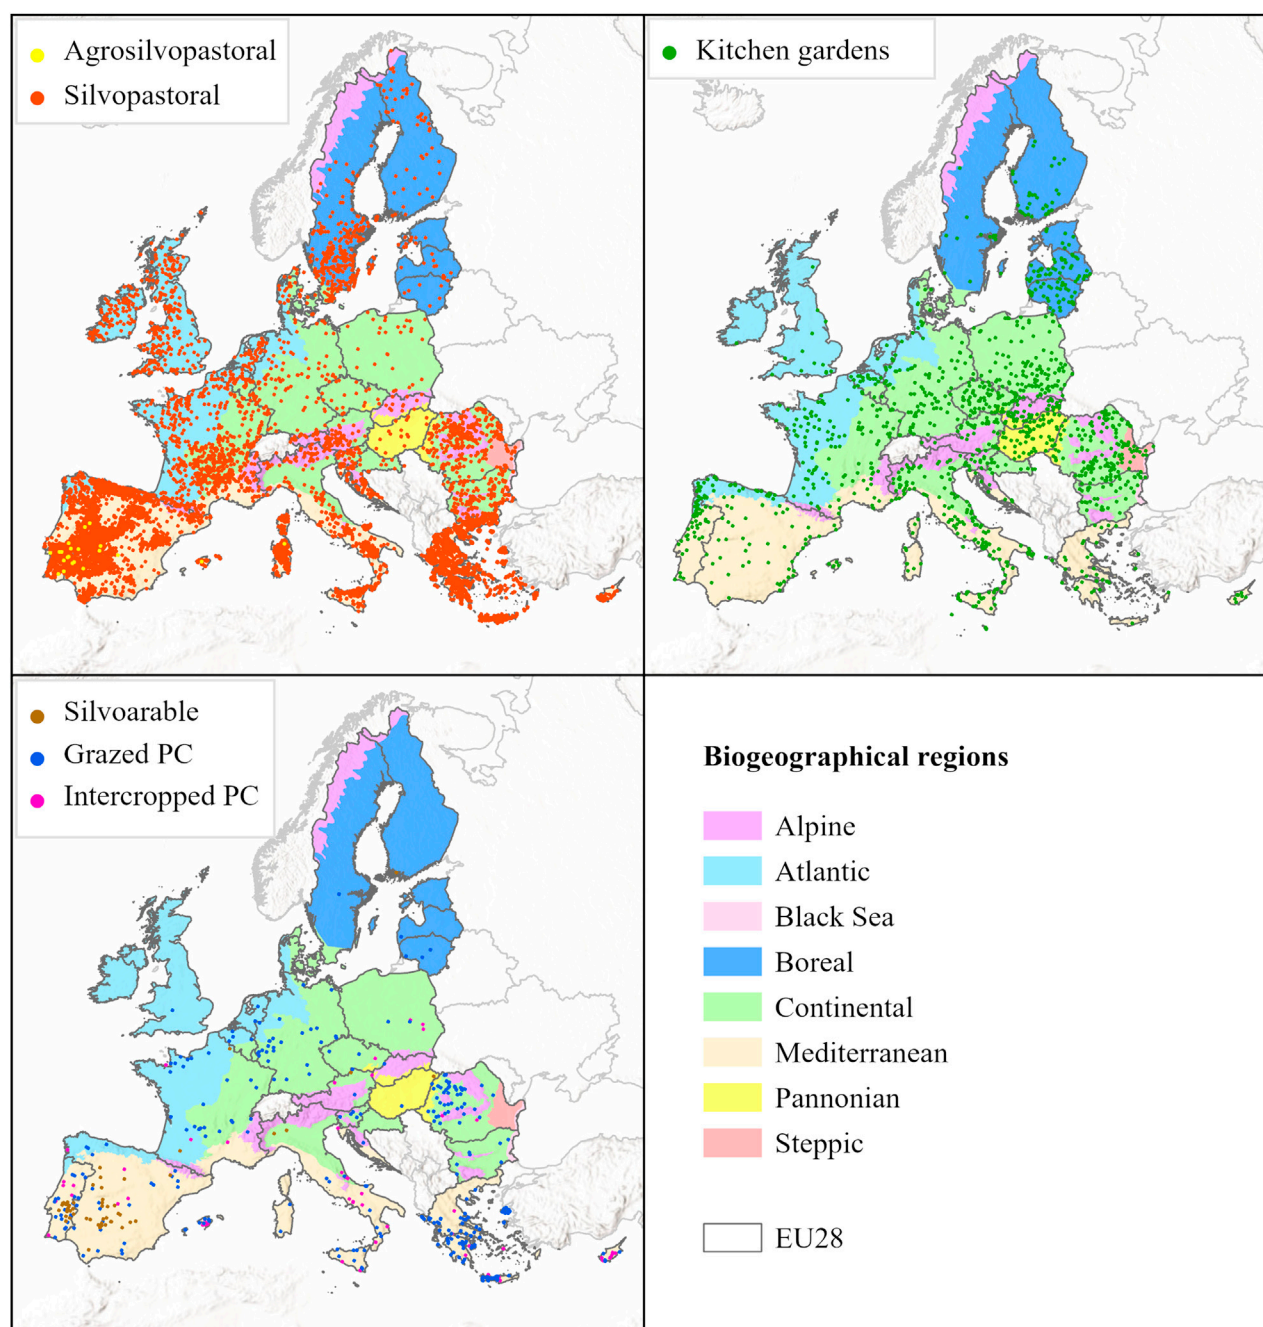 Agrosilvopastoral
Silvopastoral
Kitchen gardens
Silvoarable
Grazed PC
Intercropped PC
Biogeographical regions
Alpine
Atlantic
Black Sea
Boreal
Continental
Mediterranean
Pannonian
Steppic
EU28